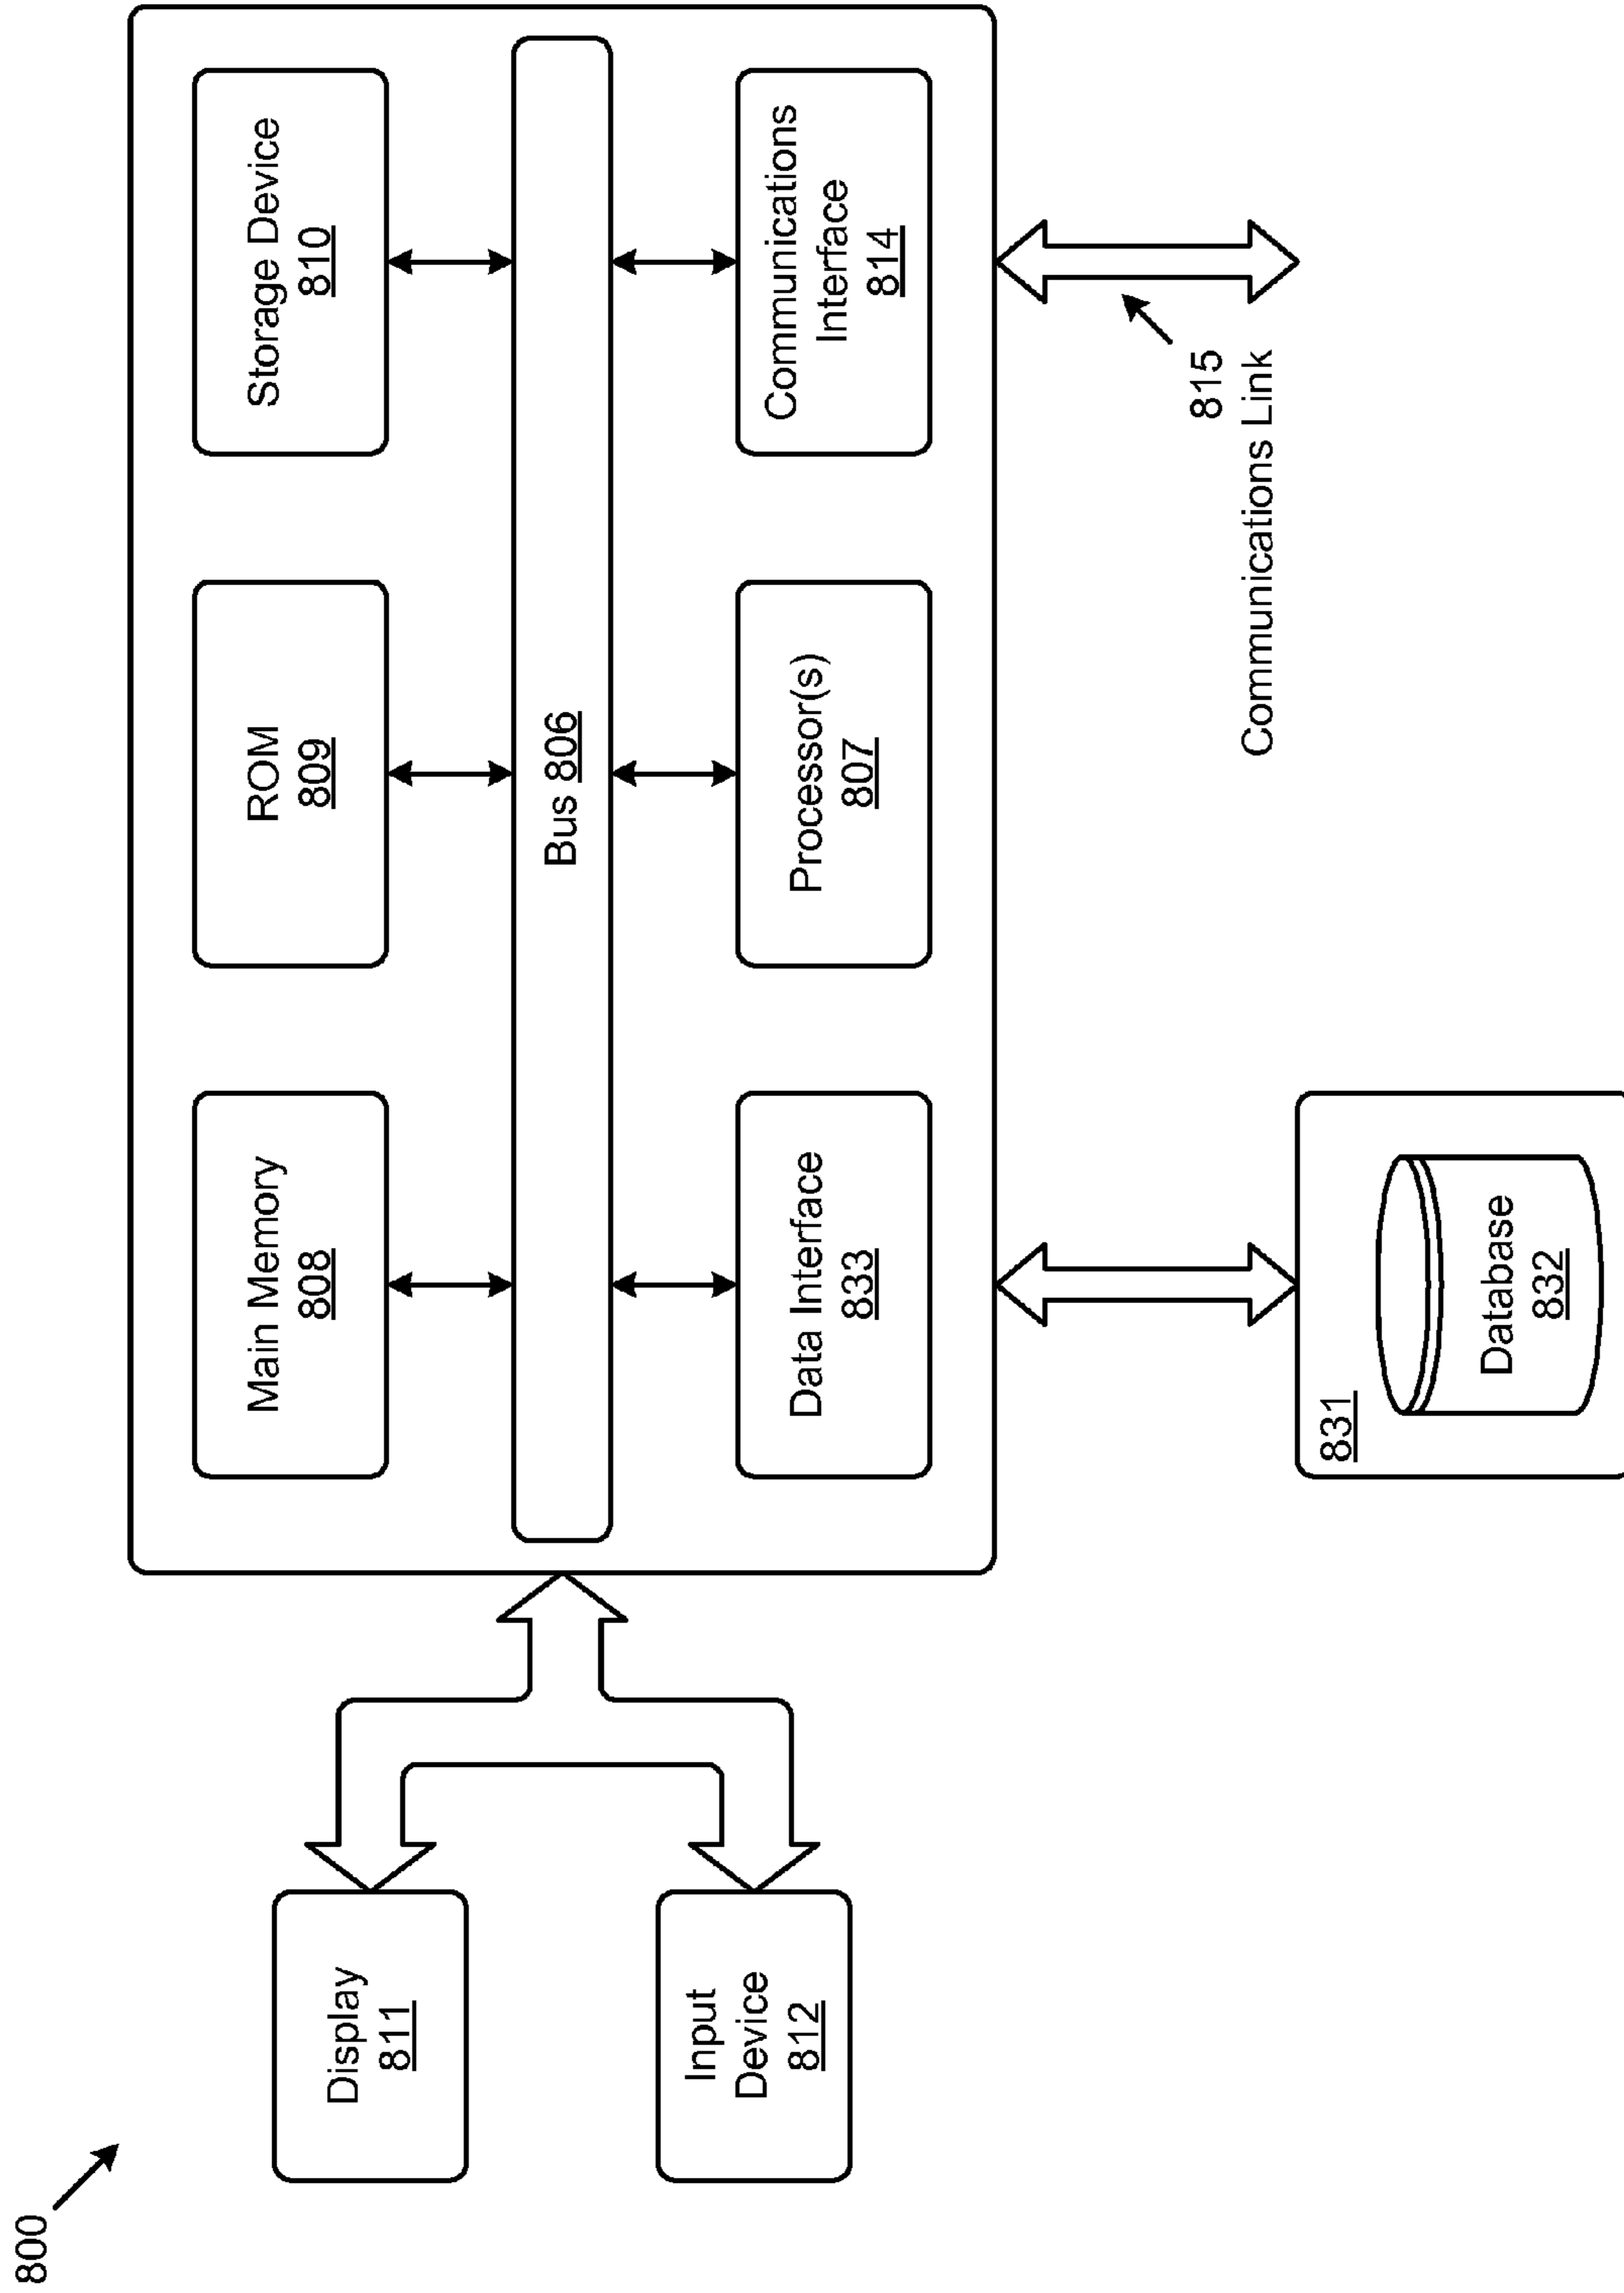 800
Main Memory
808
ROM
809
Storage Device
810
Display
811
Bus 806
Input
Device
812
Data Interface
833
Processor(s)
807
Communications
Interface
814
815
Communications Link
831
Database
832